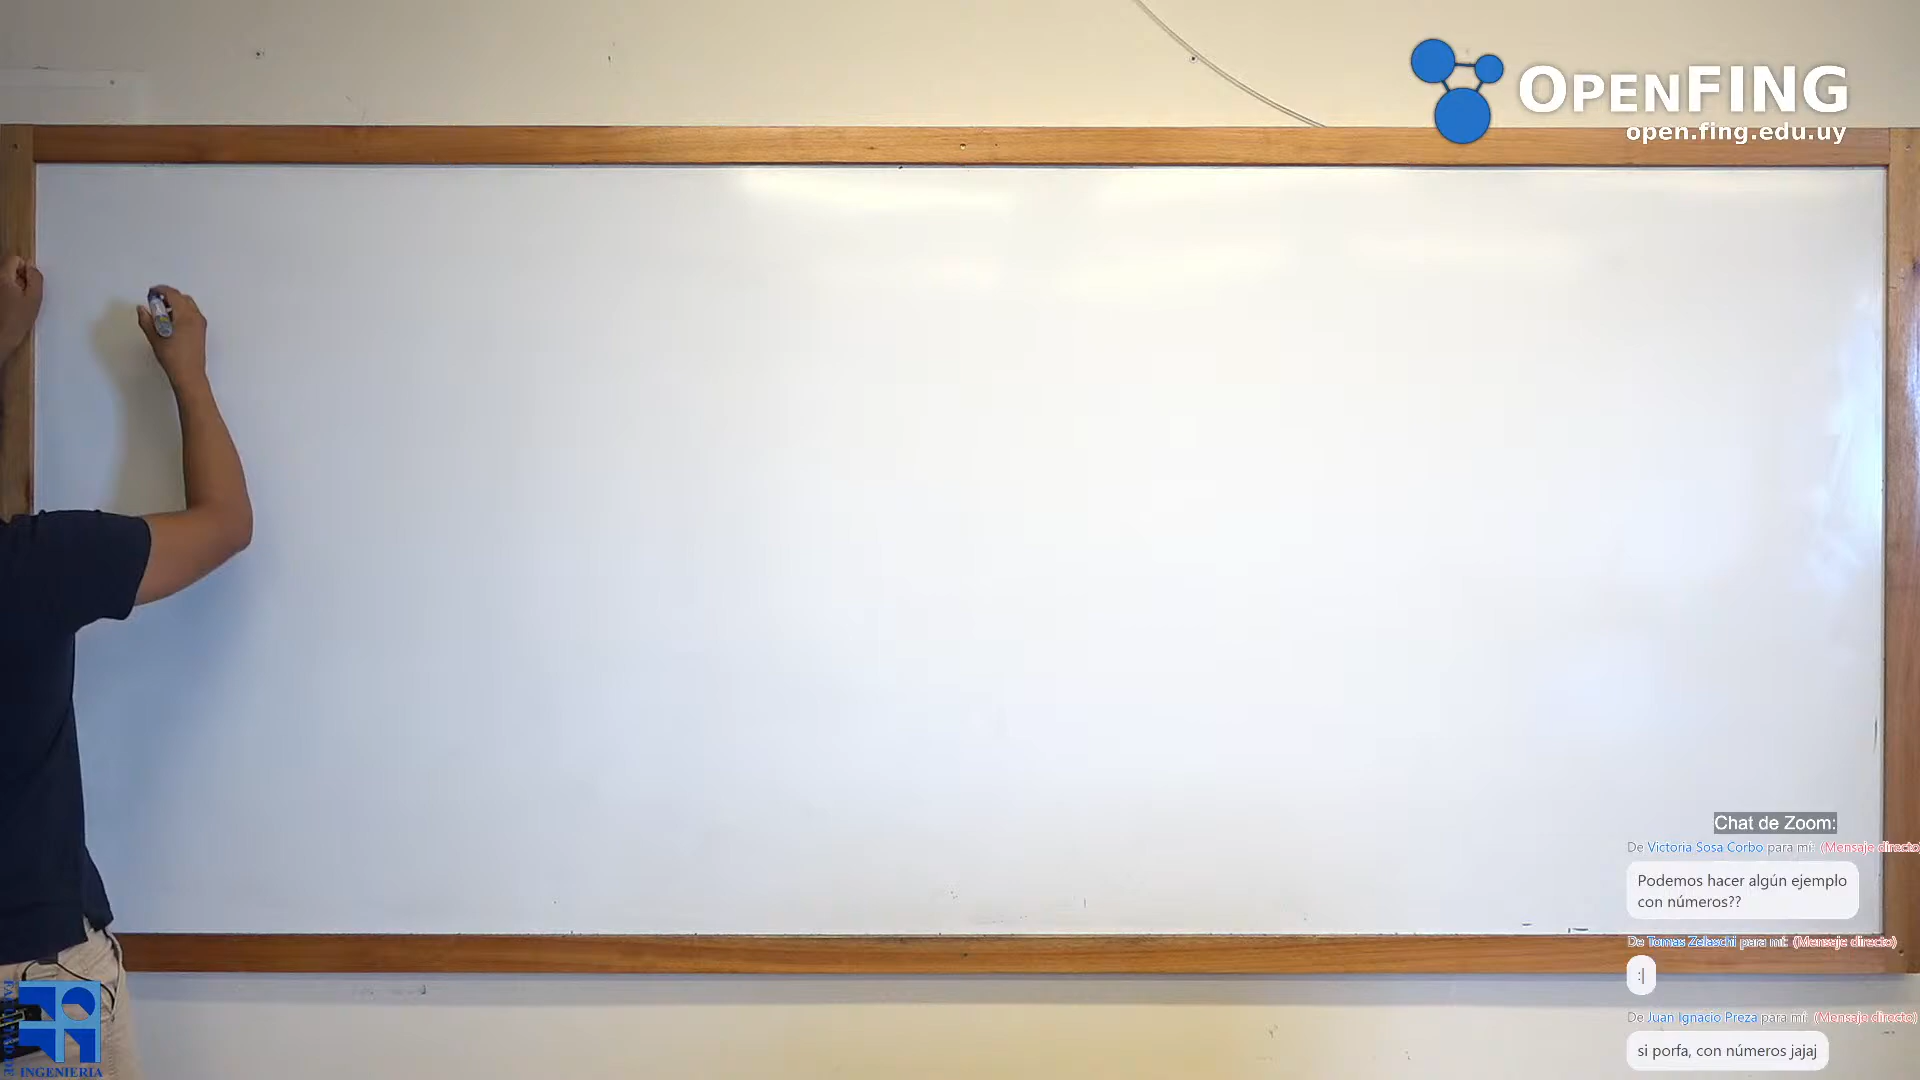 OPENFING
open.fing.edu.uy
Chat de Zoom:
De Victoria Sosa Corbo para mí: (Mensaje directo)
Podemos hacer algún ejemplo
con números??
De Tomas Zelaschi para mí: (Mensaje directo)
:|
De Juan Ignacio Preza para mí: (Mensaje directo)
si porfa, con números jajaj
FACULTAD DE
INGENIERIA